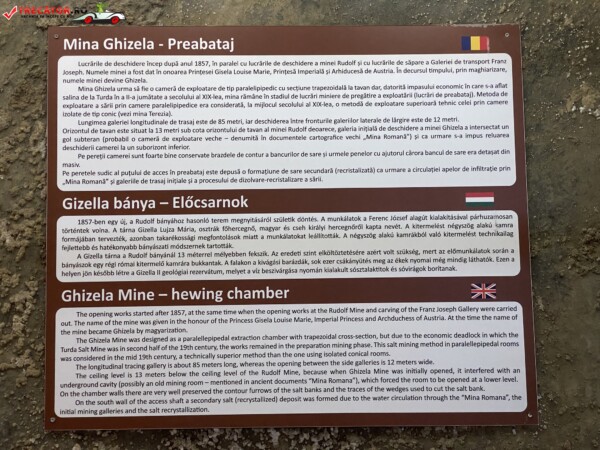 Mina Ghizela - Preabataj
Lucrările de deschidere încep după anul 1857, în paralel cu lucrările de deschidere a minei Rudolf și cu lucrările de săpare a Galeriei de transport Franz
Joseph. Numele minei a fost dat în onoarea Prințesei Gisela Louise Marie, Prințesă Imperială și Arhiducesă de Austria. În decursul timpului, prin maghiarizare,
numele minei devine Ghizela.
Mina Ghizela urma să fie o cameră de exploatare de tip paralelipipedic cu secțiune trapezoidală la tavan dar, datorită impasului economic în care s-a aflat
salina de la Turda în a II-a jumătate a secolului al XIX-lea, mina rămâne în stadiul de lucrări miniere de pregătire a exploatării (lucrări de preabataj). Metoda de
exploatare a sării prin camere paralelipipedice era considerată, la mijlocul secolului al XIX-lea, o metodă de exploatare superioară tehnic celei prin camere
izolate de tip conic (vezi mina Terezia).
Lungimea galeriei longitudinale de trasaj este de 85 metri, iar deschiderea între fronturile galeriilor laterale de lărgire este de 12 metri.
Orizontul de tavan este situat la 13 metri sub cota orizontului de tavan al minei Rudolf deoarece, galeria inițială de deschidere a minei Ghizela a intersectat un
gol subteran (probabil o cameră de exploatare veche – denumită în documentele cartografice vechi „Mina Romană") și ca urmare s-a impus reluarea
deschiderii camerei la un suborizont inferior.
Pe pereții camerei sunt foarte bine conservate brazdele de contur a bancurilor de sare și urmele penelor cu ajutorul cărora bancul de sare era detașat din
masiv.
Pe peretele sudic al puțului de acces în preabataj este depusă o formațiune de sare secundară (recristalizată) ca urmare a circulației apelor de infiltrație prin
„Mina Romană" și galeriile de trasaj inițiale și a procesului de dizolvare-recristalizare a sării.
Gizella bánya – Előcsarnok
1857-ben egy új, a Rudolf bányához hasonló terem megnyitásáról születik döntés. A munkálatok a Ferenc József alagút kialakításával párhuzamosan
történtek volna. A tárna Gizella Lujza Mária, osztrák főhercegnő, magyar és cseh királyi hercegnőről kapta nevét. A kitermelést négyszög alakú kamra
formájában tervezték, azonban takarékossági megfontolások miatt a munkálatokat leállították. A négyszög alakú kamrákból való kitermelést technikailag
fejlettebb és hatékonyabb bányászati módszernek tartották.
A Gizella tárna a Rudolf bányánál 13 méterrel mélyebben fekszik. Az eredeti szint elköltöztetésére azért volt szükség, mert az előmunkálatok során a
bányászok egy régi római kitermelő kamrára bukkantak. A falakon a kivágási barázdák, sok ezer csákányütés meg az ékek nyomai még mindig láthatók. Ezen a
helyen jön később létre a Gizella II geológiai rezervátum, melyet a víz beszivárgása nyomán kialakult sósztalaktitok és sóvirágok borítanak.
Ghizela Mine – hewing chamber
The opening works started after 1857, at the same time when the opening works at the Rudolf Mine and carving of the Franz Joseph Gallery were carried
out. The name of the mine was given in the honour of the Princess Gisela Louise Marie, Imperial Princess and Archduchess of Austria. At the time the name of
the mine became Ghizela by magyarization.
The Ghizela Mine was designed as a parallelepipedal extraction chamber with trapezoidal cross-section, but due to the economic deadlock in which the
Turda Salt Mine was in second half of the 19th century, the works remained in the preparation mining phase. This salt mining method in parallelepipedal rooms
was considered in the mid 19th century, a technically superior method than the one using isolated conical rooms.
The longitudinal tracing gallery is about 85 meters long, whereas the opening between the side galleries is 12 meters wide.
The ceiling level is 13 meters below the ceiling level of the Rudolf Mine, because when Ghizela Mine was initially opened, it interfered with an
underground cavity (possibly an old mining room – mentioned in ancient documents "Mina Romana"), which forced the room to be opened at a lower level.
On the chamber walls there are very well preserved the contour furrows of the salt banks and the traces of the wedges used to cut the salt bank.
On the south wall of the access shaft a secondary salt (recrystallized) deposit was formed due to the water circulation through the "Mina Romana", the
initial mining galleries and the salt recrystallization.